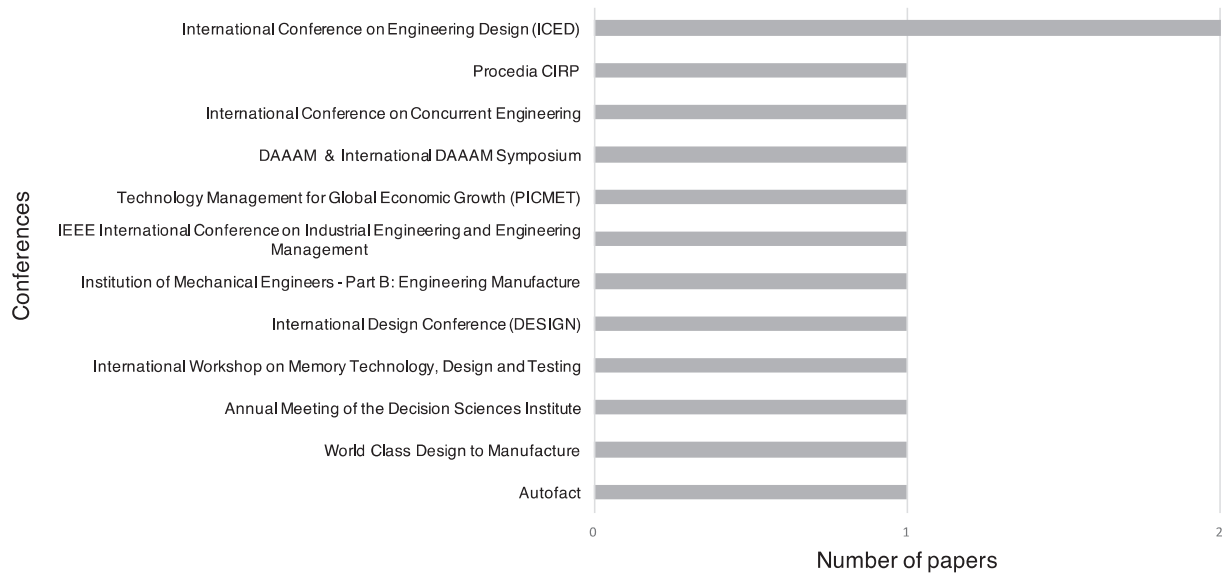 International Conference on Engineering Design (ICED)
Procedia CIRP
International Conference on Concurrent Engineering
DAAAM & International DAAAM Symposium
Technology Management for Global Economic Growth (PICMET)
IEEE International Conference on Industrial Engineering and Engineering
Management
Institution of Mechanical Engineers - Part B: Engineering Manufacture
International Design Conference (DESIGN)
International Workshop on Memory Technology, Design and Testing
Annual Meeting of the Decision Sciences Institute
World Class Design to Manufacture
Autofact
Conferences
0 1 2
Number of papers